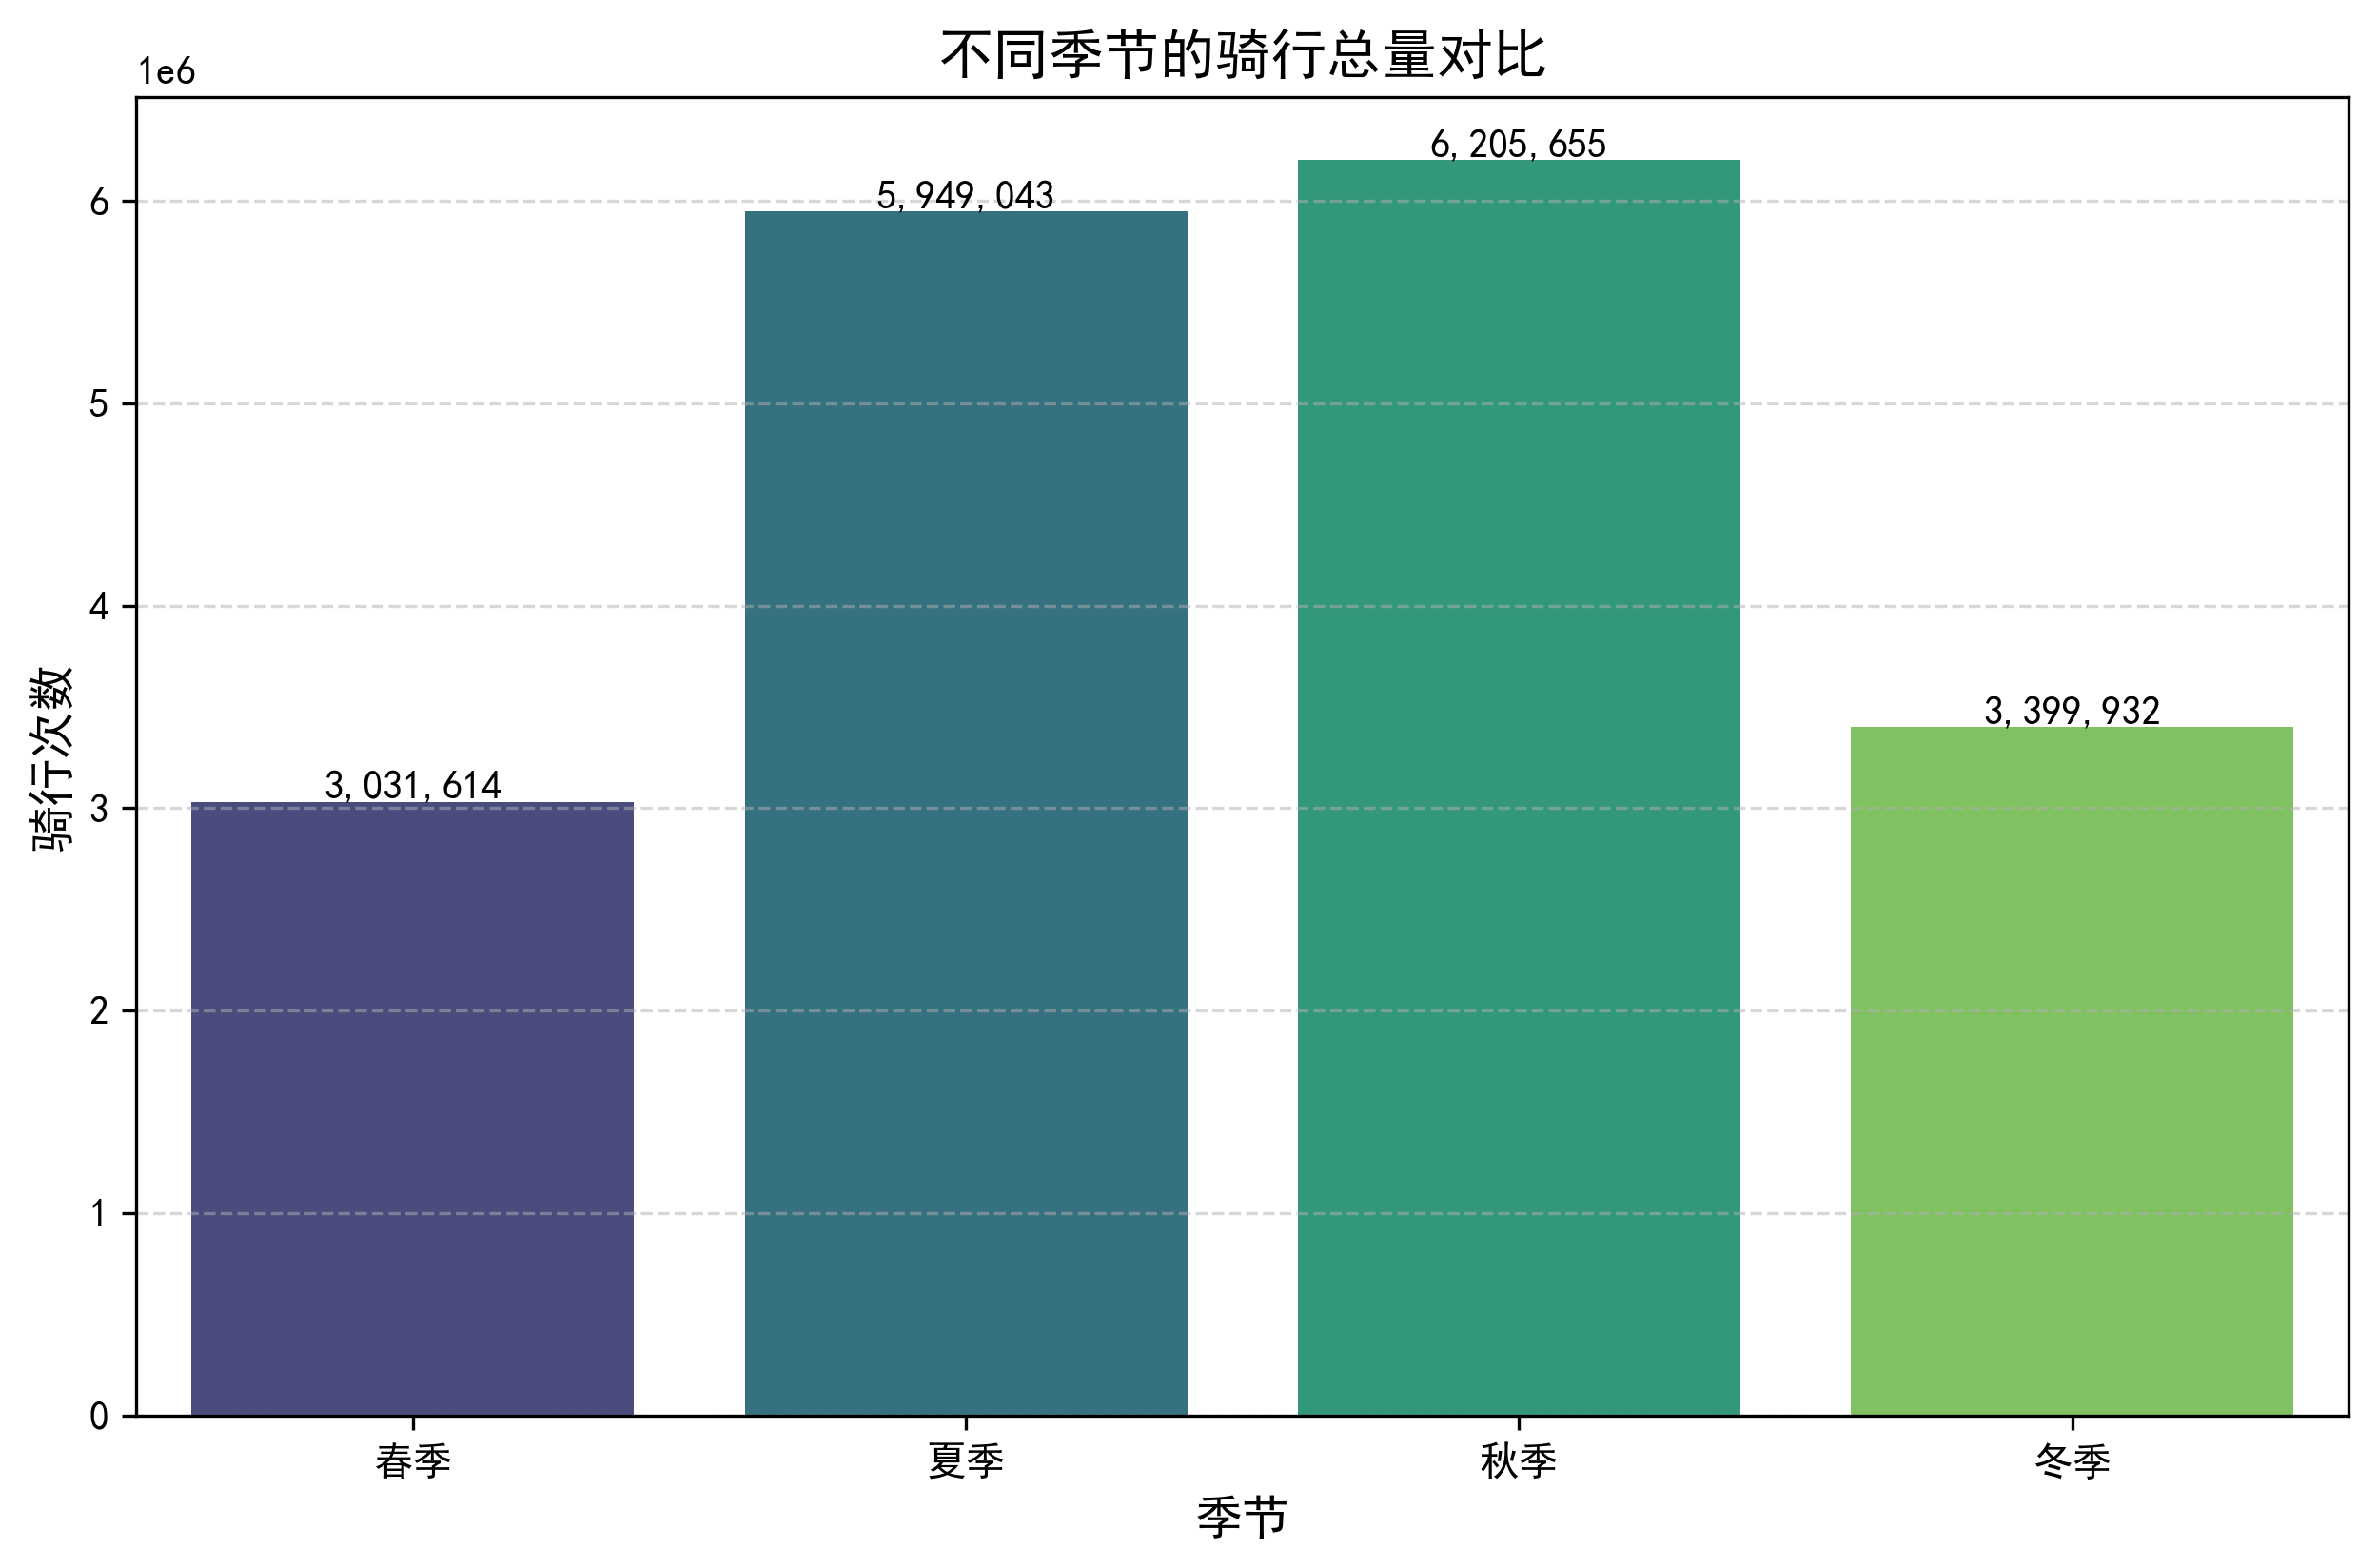 不同季节的骑行总量对比
1e6
6,205,655
5,949,043
3,399,932
3,031,614
6
5
4
3
2
1
0
骑行次数
春季
夏季
秋季
冬季
季节